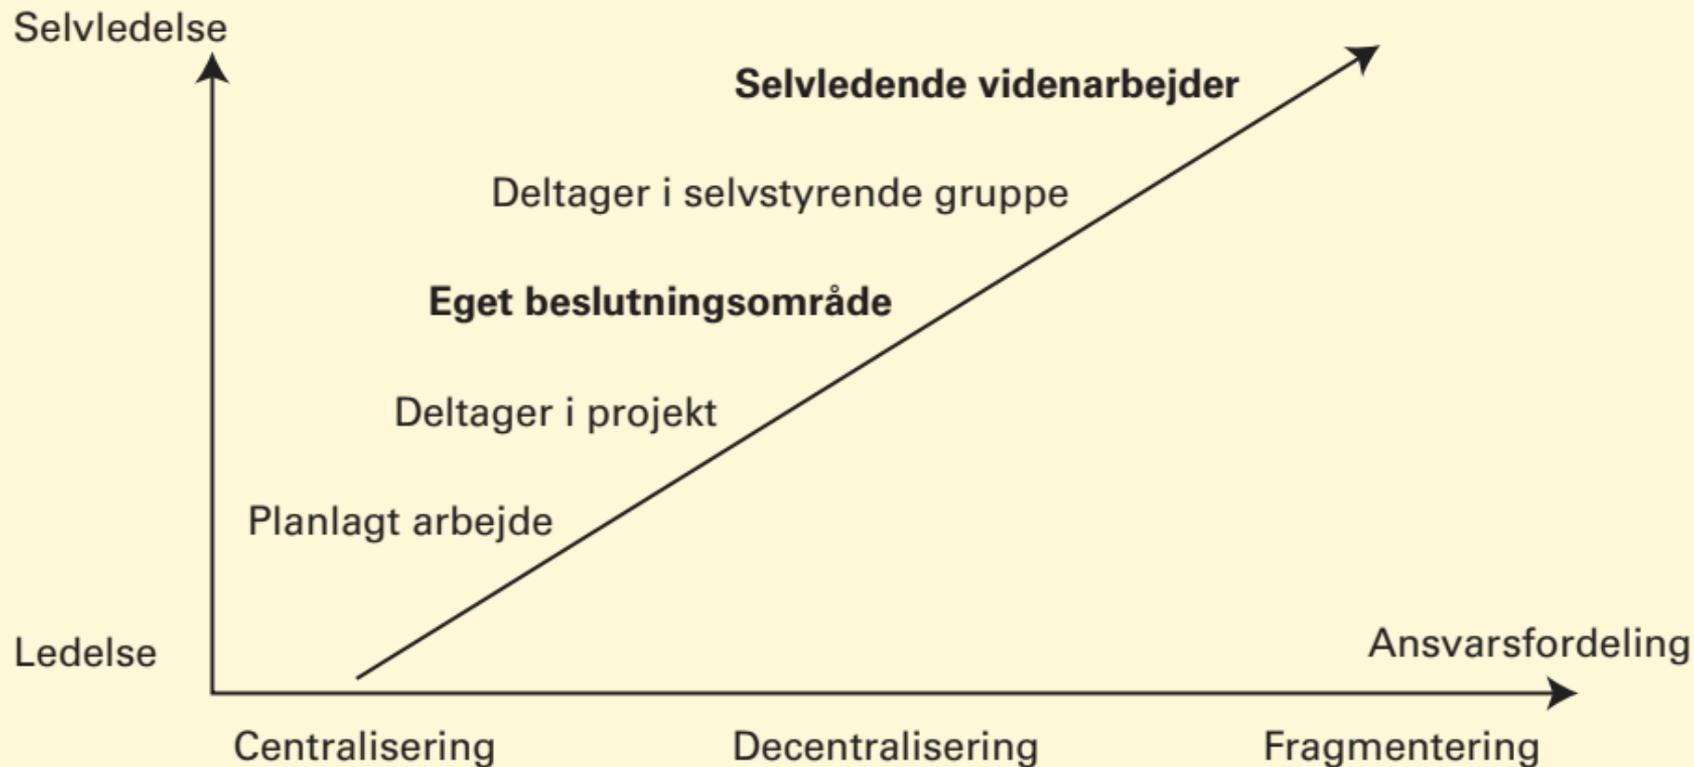 Selvledelse
Selvledende videnarbejder
Deltager i selvstyrende gruppe
Eget beslutningsområde
Deltager i projekt
Planlagt arbejde
Ledelse
Ansvarsfordeling
Centralisering
Decentralisering
Fragmentering